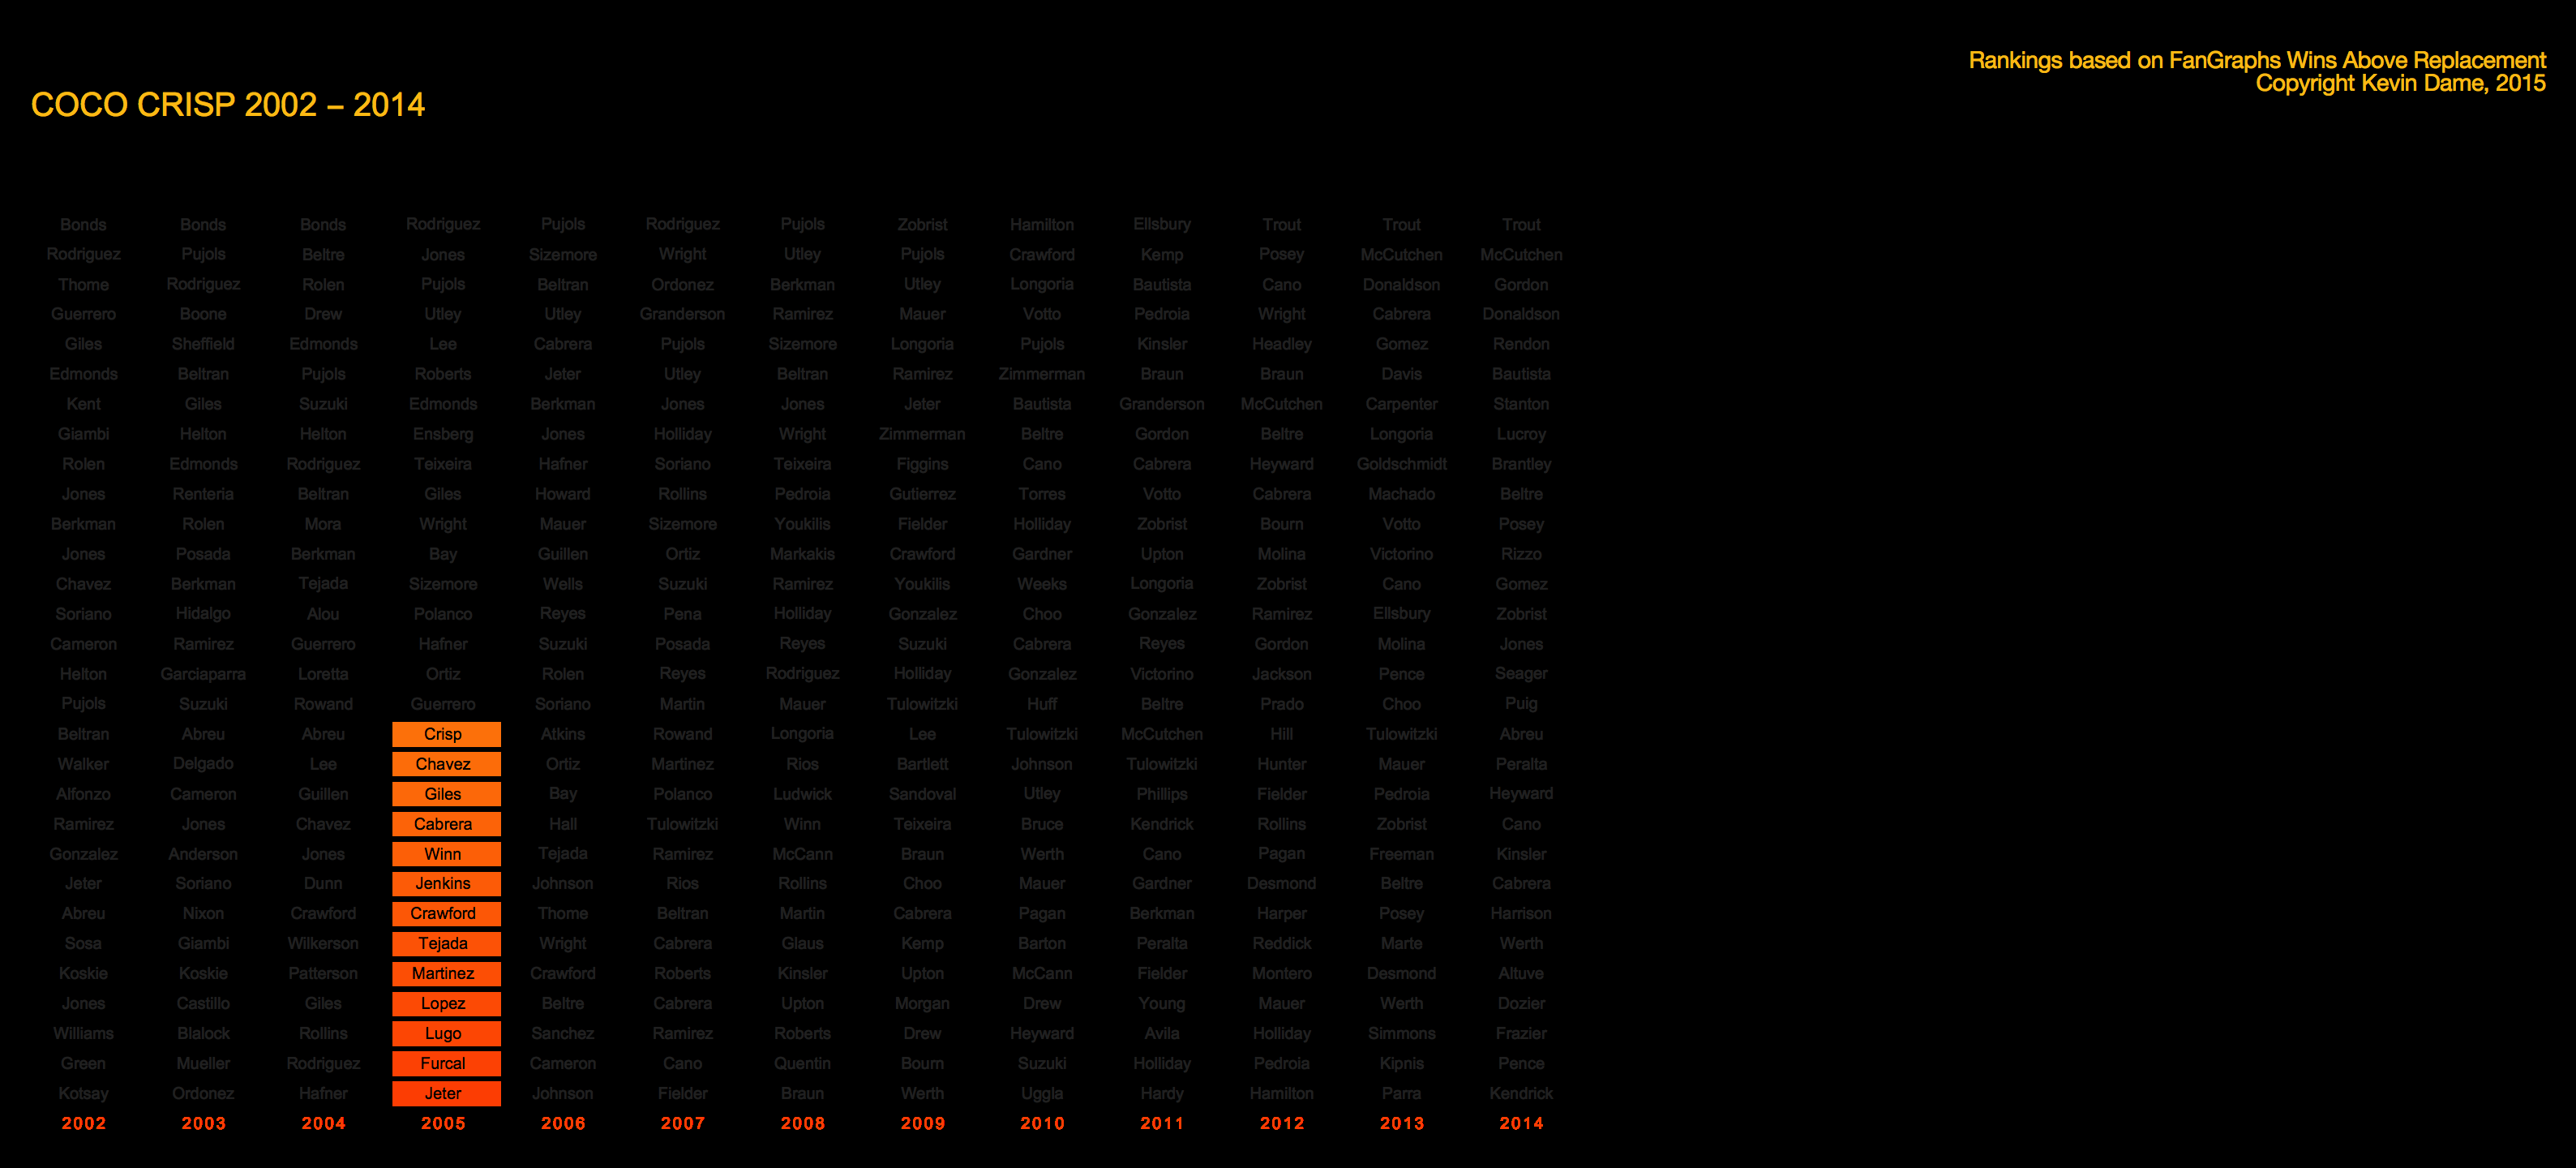 Rankings based on FanGraphs Wins Above Replacement
Copyright Kevin Dame, 2015
COCO CRISP 2002 – 2014
Bonds Bonds Bonds Rodriguez Pujols Rodriguez Pujols Zobrist Hamilton Ellsbury Trout Trout Trout
Rodriguez Pujols Beltre Jones Sizemore Wright Utley Pujols Crawford Kemp Posey McCutchen McCutchen
Thome Rodriguez Rolen Pujols Beltran Ordonez Berkman Utley Longoria Bautista Cano Donaldson Gordon
Guerrero Boone Drew Utley Utley Granderson Ramirez Mauer Votto Pedroia Wright Cabrera Donaldson
Giles Sheffield Edmonds Lee Cabrera Pujols Sizemore Longoria Pujols Kinsler Headley Gomez Rendon
Edmonds Beltran Pujols Roberts Jeter Utley Beltran Ramirez Zimmerman Braun Braun Davis Bautista
Kent Giles Suzuki Edmonds Berkman Jones Jones Jeter Bautista Granderson McCutchen Carpenter Stanton
Giambi Helton Helton Ensberg Jones Holliday Wright Zimmerman Beltre Gordon Beltre Longoria Lucroy
Rolen Edmonds Rodriguez Teixeira Hafner Soriano Teixeira Figgins Cano Cabrera Heyward Goldschmidt Brantley
Jones Renteria Beltran Giles Howard Rollins Pedroia Gutierrez Torres Votto Cabrera Machado Beltre
Berkman Rolen Mora Wright Mauer Sizemore Youkilis Fielder Holliday Zobrist Bourn Votto Posey
Jones Posada Berkman Bay Guillen Ortiz Markakis Crawford Gardner Upton Molina Victorino Rizzo
Chavez Berkman Tejada Sizemore Wells Suzuki Ramirez Youkilis Weeks Longoria Zobrist Cano Gomez
Soriano Hidalgo Alou Polanco Reyes Pena Holliday Gonzalez Choo Gonzalez Ramirez Ellsbury Zobrist
Cameron Ramirez Guerrero Hafner Suzuki Posada Reyes Suzuki Cabrera Reyes Gordon Molina Jones
Helton Garciaparra Loretta Ortiz Rolen Reyes Rodriguez Holliday Gonzalez Victorino Jackson Pence Seager
Pujols Suzuki Rowand Guerrero Soriano Martin Mauer Tulowitzki Huff Beltre Prado Choo Puig
Beltran Abreu Abreu Crisp Atkins Rowand Longoria Lee Tulowitzki McCutchen Hill Tulowitzki Abreu
Walker Delgado Lee Chavez Ortiz Martinez Rios Bartlett Johnson Tulowitzki Hunter Mauer Peralta
Alfonzo Cameron Guillen Giles Bay Polanco Ludwick Sandoval Utley Phillips Fielder Pedroia Heyward
Ramirez Jones Chavez Cabrera Hall Tulowitzki Winn Teixeira Bruce Kendrick Rollins Zobrist Cano
Gonzalez Anderson Jones Winn Tejada Ramirez McCann Braun Werth Cano Pagan Freeman Kinsler
Jeter Soriano Dunn Jenkins Johnson Rios Rollins Choo Mauer Gardner Desmond Beltre Cabrera
Abreu Nixon Crawford Crawford Thome Beltran Martin Cabrera Pagan Berkman Harper Posey Harrison
Sosa Giambi Wilkerson Tejada Wright Cabrera Glaus Kemp Barton Peralta Reddick Marte Werth
Koskie Koskie Patterson Martinez Crawford Roberts Kinsler Upton McCann Fielder Montero Desmond Altuve
Jones Castillo Giles Lopez Beltre Cabrera Upton Morgan Drew Young Mauer Werth Dozier
Williams Blalock Rollins Lugo Sanchez Ramirez Roberts Drew Heyward Avila Holliday Simmons Frazier
Green Mueller Rodriguez Furcal Cameron Cano Quentin Bourn Suzuki Holliday Pedroia Kipnis Pence
Kotsay Ordonez Hafner Jeter Johnson Fielder Braun Werth Uggla Hardy Hamilton Parra Kendrick
2002 2003 2004 2005 2006 2007 2008 2009 2010 2011 2012 2013 2014